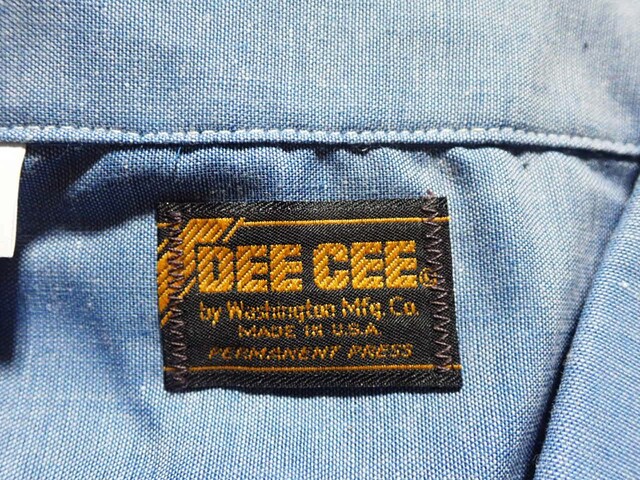 DEE CEE®
by Washington Mfg. Co.
MADE IN U.S.A
PERMANENT PRESS